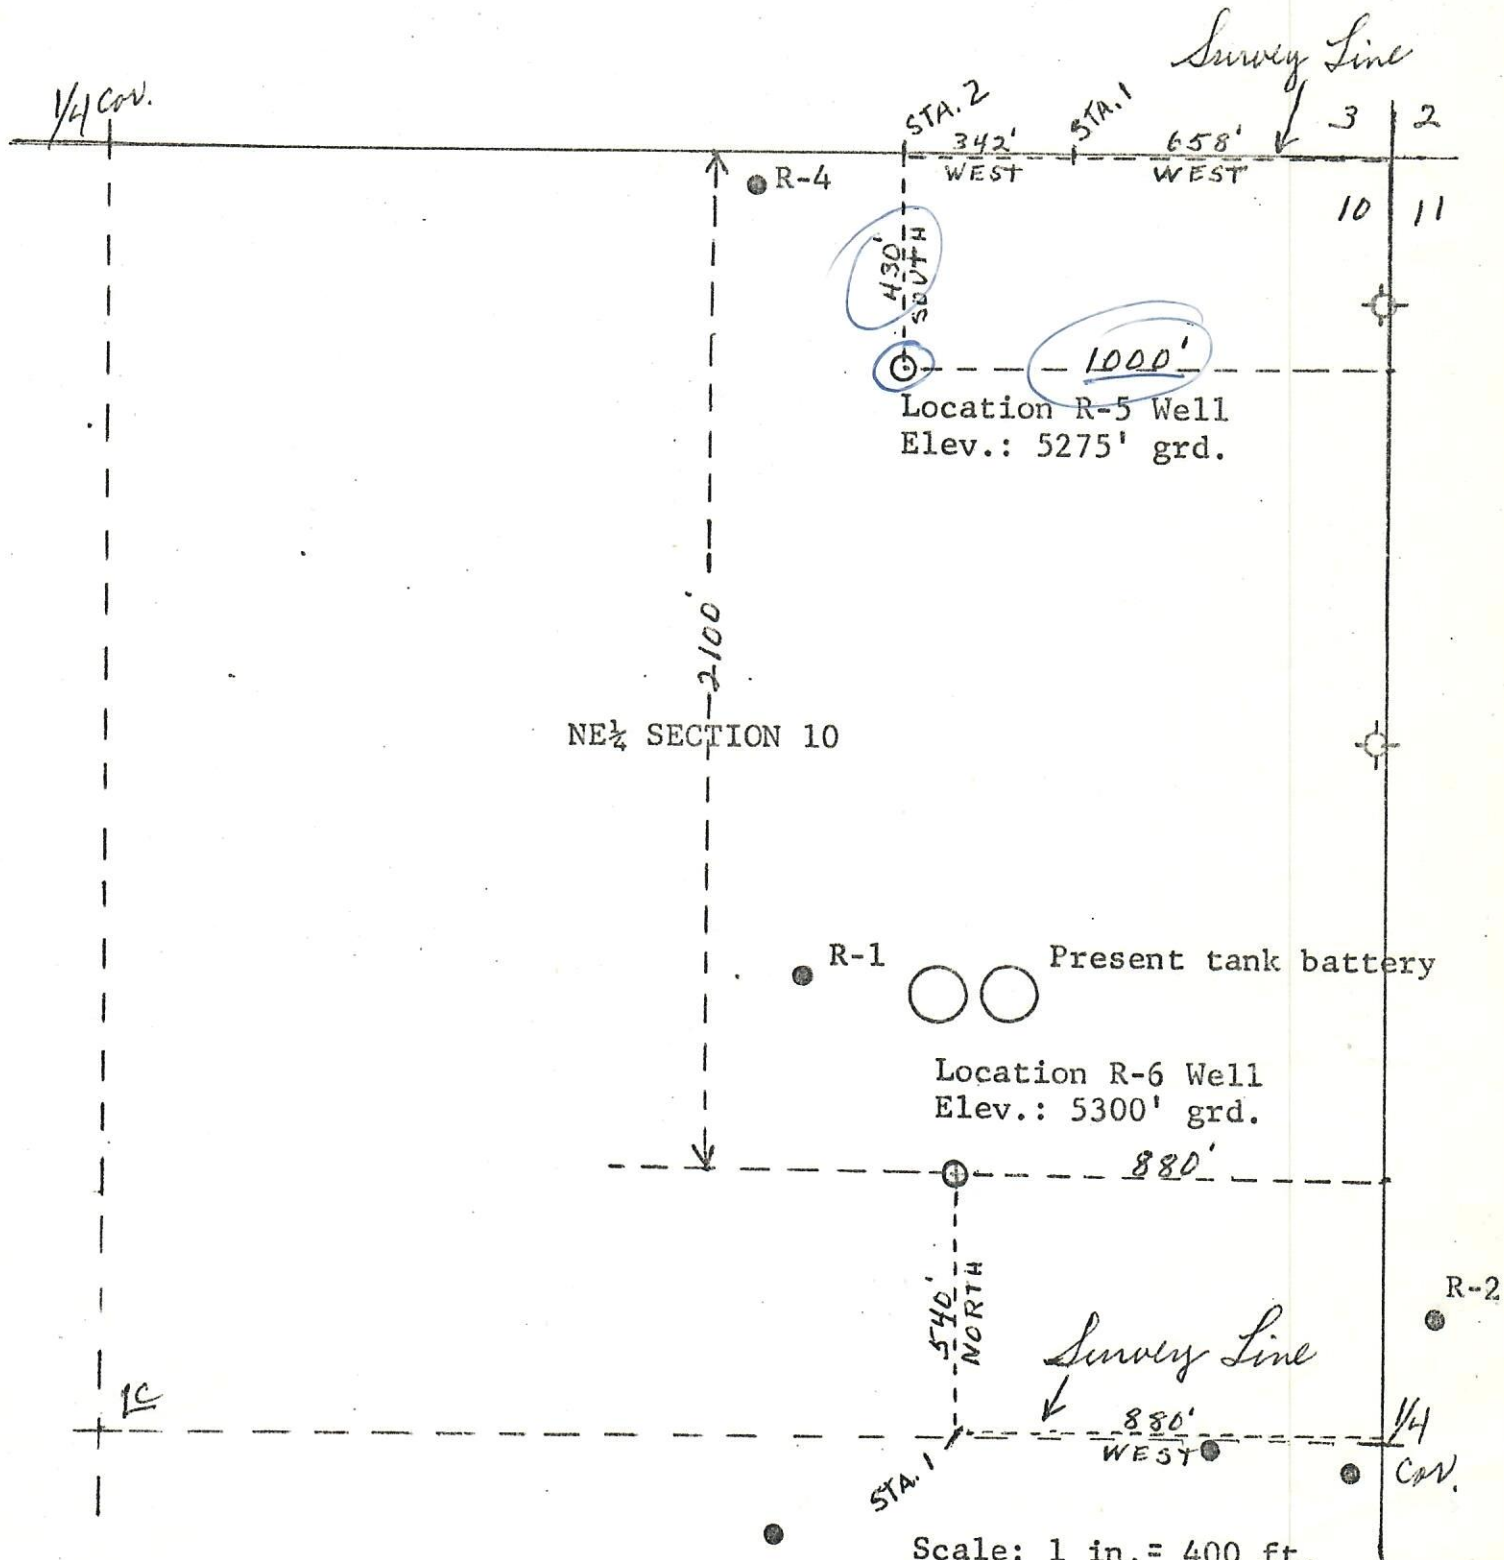 Survey Line
1/4 Cor.
STA. 2
STA. 1
3
2
342'
658'
WEST
WEST
R-4
10
11
430'
SOUTH
1000'
Location R-5 Well
Elev.: 5275' grd.
2100'
NE¼ SECTION 10
R-1
Present tank battery
Location R-6 Well
Elev.: 5300' grd.
880'
540'
NORTH
R-2
Survey Line
1C
880'
WEST
1/4
Cor.
STA. 1
Scale: 1 in.= 400 ft.